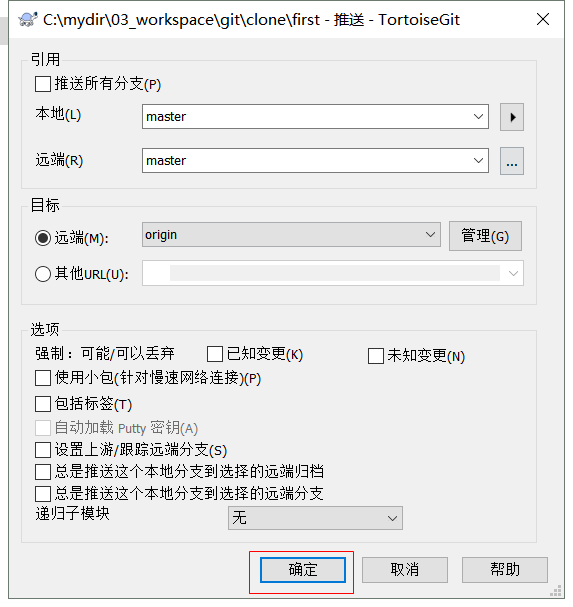 C:\mydir\03_workspace\git\clone\first - 推送 - TortoiseGit
引用
推送所有分支(P)
本地(L) master
远端(R) master ...
目标
远端(M): origin 管理(G)
其他URL(U):
选项
强制：可能/可以丢弃 已知变更(K) 未知变更(N)
使用小包(针对慢速网络连接)(P)
包括标签(T)
自动加载 Putty 密钥(A)
设置上游/跟踪远端分支(S)
总是推送这个本地分支到选择的远端归档
总是推送这个本地分支到选择的远端分支
递归子模块 无
确定 取消 帮助